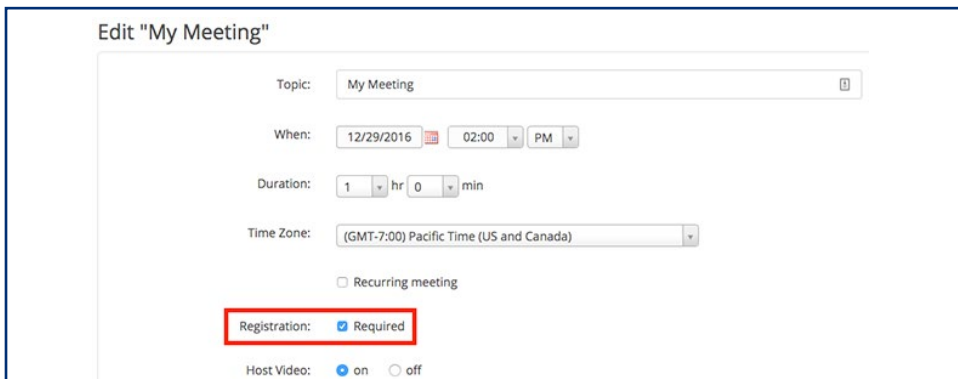 Edit "My Meeting"
Topic: My Meeting
When: 12/29/2016 02:00 PM
Duration: 1 hr 0 min
Time Zone: (GMT-7:00) Pacific Time (US and Canada)
Recurring meeting
Registration: Required
Host Video: on off